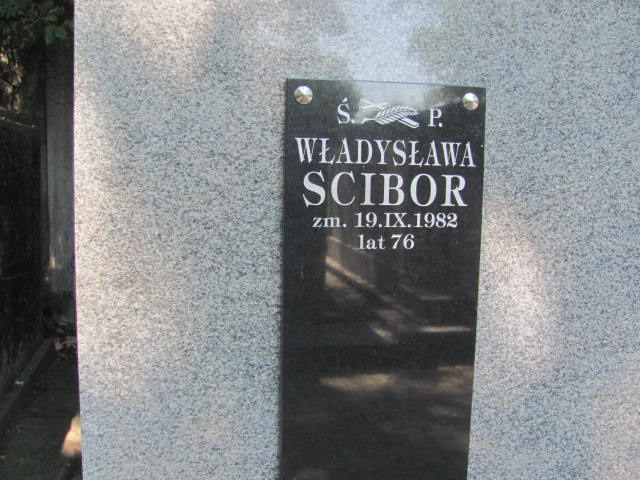 Ś. P.
WŁADYSŁAWA
SCIBOR
zm. 19.IX.1982
lat 76